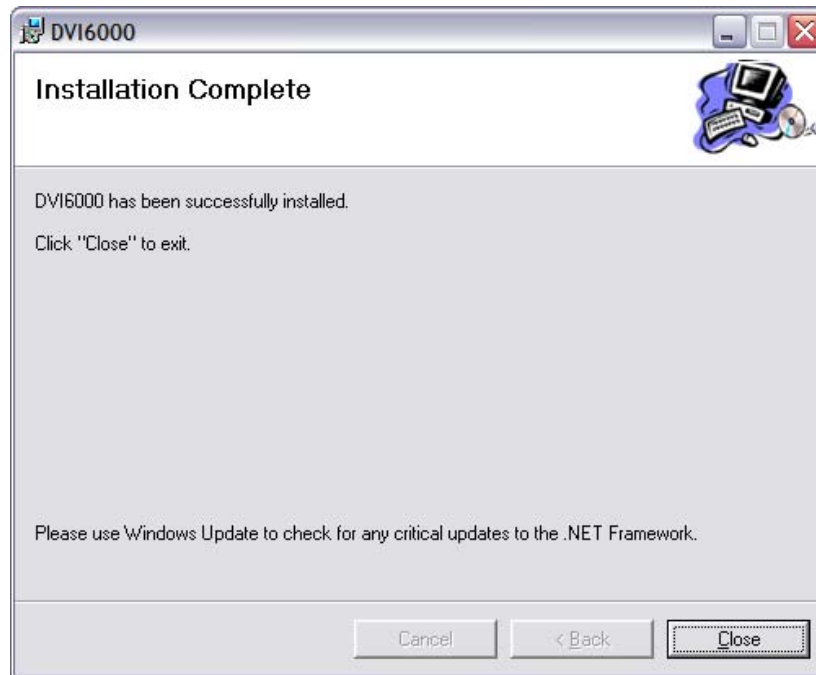 DVI6000
Installation Complete
DVI6000 has been successfully installed.
Click "Close" to exit.
Please use Windows Update to check for any critical updates to the .NET Framework.
Cancel
< Back
Close